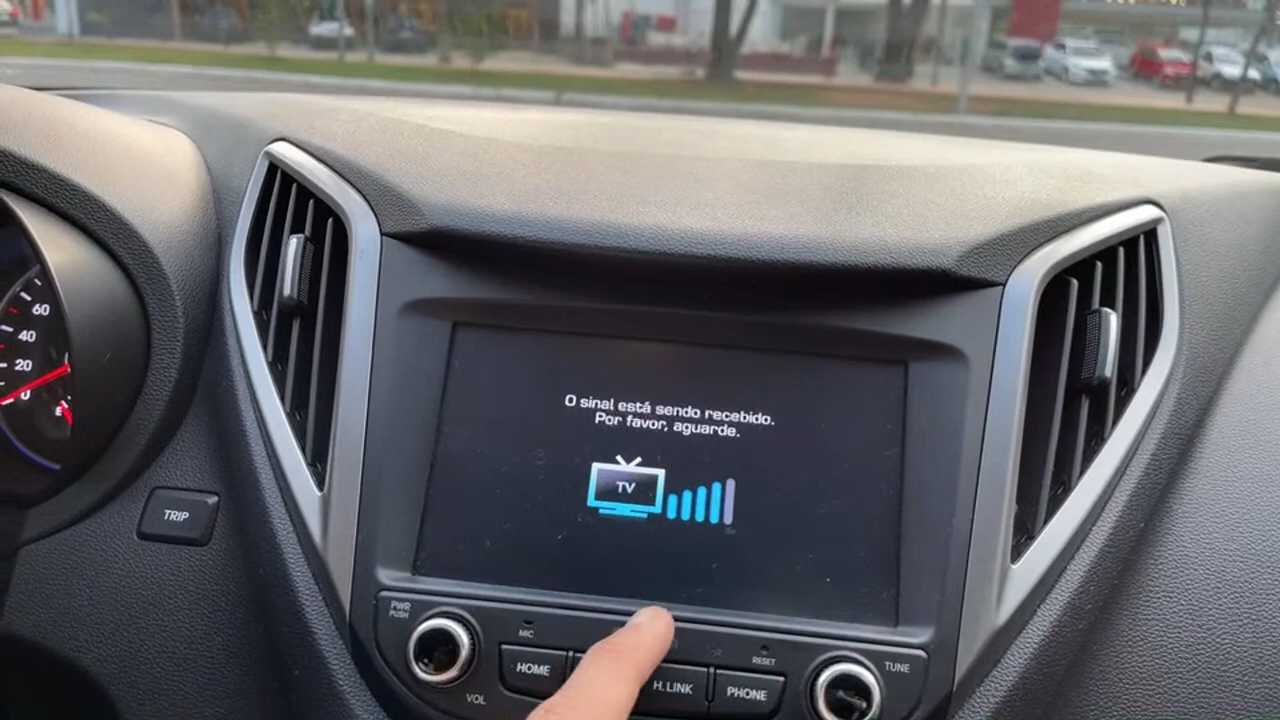 60
40
20
0
E
TRIP
O sinal está sendo recebido.
Por favor, aguarde.
TV
PWR
PUSH
MIC
RESET
TUNE
VOL
HOME
H.LINK
PHONE